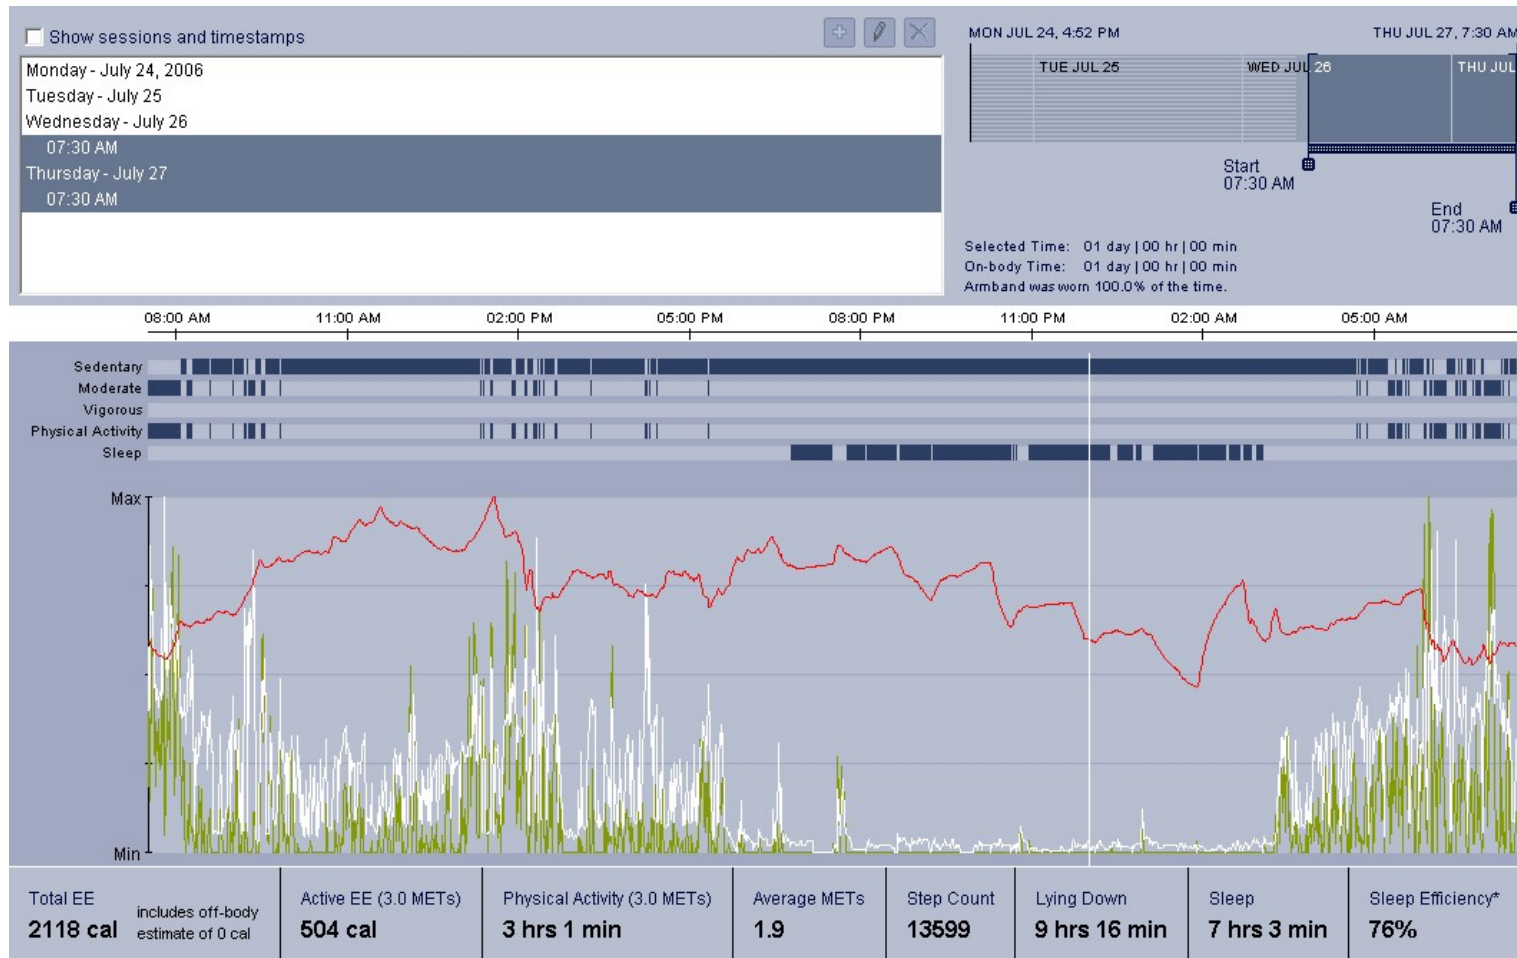 Show sessions and timestamps
Monday - July 24, 2006
Tuesday - July 25
Wednesday - July 26
07:30 AM
Thursday - July 27
07:30 AM
MON JUL 24, 4:52 PM
THU JUL 27, 7:30 AM
TUE JUL 25
WED JUL 26
THU JUL
Start
07:30 AM
End
07:30 AM
Selected Time: 01 day | 00 hr | 00 min
On-body Time: 01 day | 00 hr | 00 min
Armband was worn 100.0% of the time.
08:00 AM 11:00 AM 02:00 PM 05:00 PM 08:00 PM 11:00 PM 02:00 AM 05:00 AM
Sedentary
Moderate
Vigorous
Physical Activity
Sleep
Max
Min
Total EE
2118 cal
includes off-body
estimate of 0 cal
Active EE (3.0 METs)
504 cal
Physical Activity (3.0 METs)
3 hrs 1 min
Average METs
1.9
Step Count
13599
Lying Down
9 hrs 16 min
Sleep
7 hrs 3 min
Sleep Efficiency*
76%